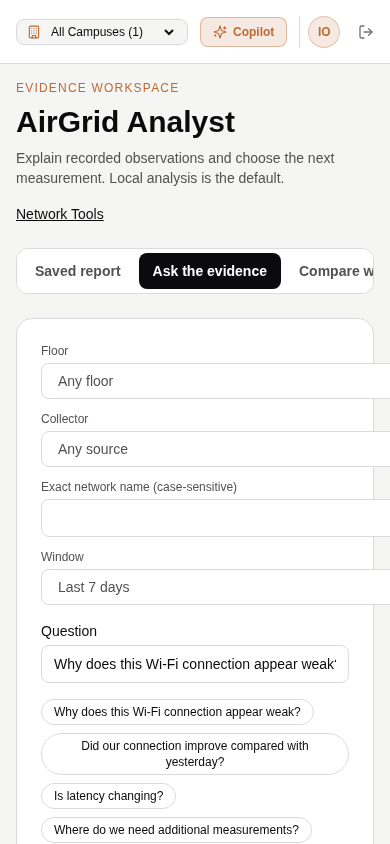 All Campuses (1)
Copilot
IO
EVIDENCE WORKSPACE
AirGrid Analyst
Explain recorded observations and choose the next
measurement. Local analysis is the default.
Network Tools
Saved report
Ask the evidence
Compare w
Floor
Any floor
Collector
Any source
Exact network name (case-sensitive)
Window
Last 7 days
Question
Why does this Wi-Fi connection appear weak?
Why does this Wi-Fi connection appear weak?
Did our connection improve compared with
yesterday?
Is latency changing?
Where do we need additional measurements?